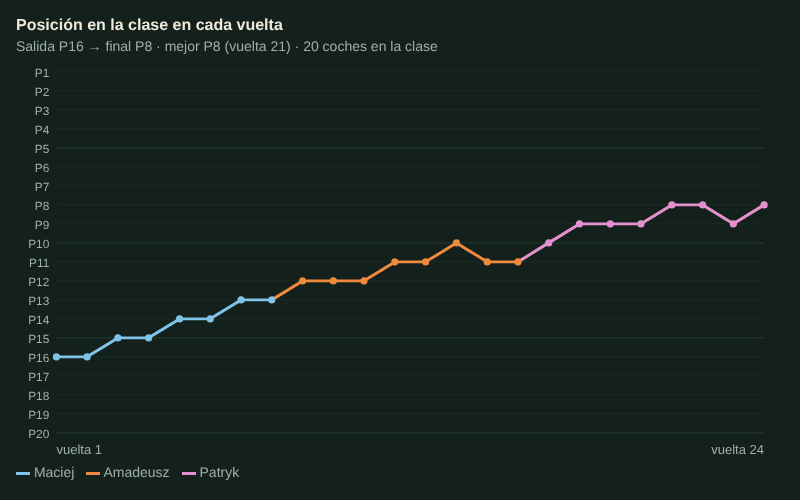 Posición en la clase en cada vuelta
Salida P16 → final P8 · mejor P8 (vuelta 21) · 20 coches en la clase
P1
P2
P3
P4
P5
P6
P7
P8
P9
P10
P11
P12
P13
P14
P15
P16
P17
P18
P19
P20
vuelta 1 vuelta 24
Maciej Amadeusz Patryk